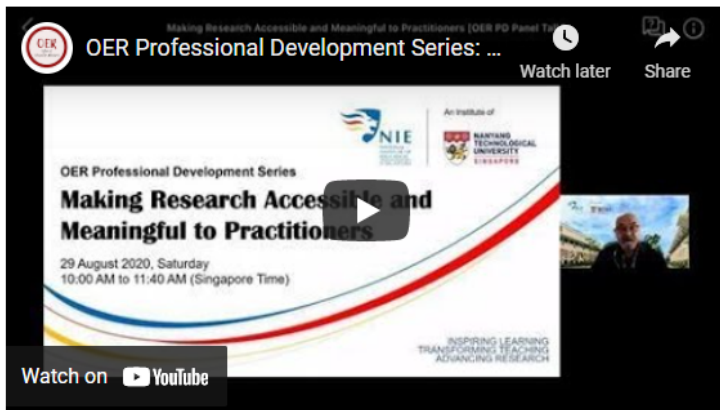 Making Research Accessible and Meaningful to Practitioners [OER PD Panel Talk]
OER
OER Professional Development Series: ...
Watch later
Share
An Institute of
NIE
NANYANG
TECHNOLOGICAL
UNIVERSITY
SINGAPORE
OER Professional Development Series
Making Research Accessible and
Meaningful to Practitioners
29 August 2020, Saturday
10:00 AM to 11:40 AM (Singapore Time)
INSPIRING LEARNING
TRANSFORMING TEACHING
ADVANCING RESEARCH
Watch on YouTube